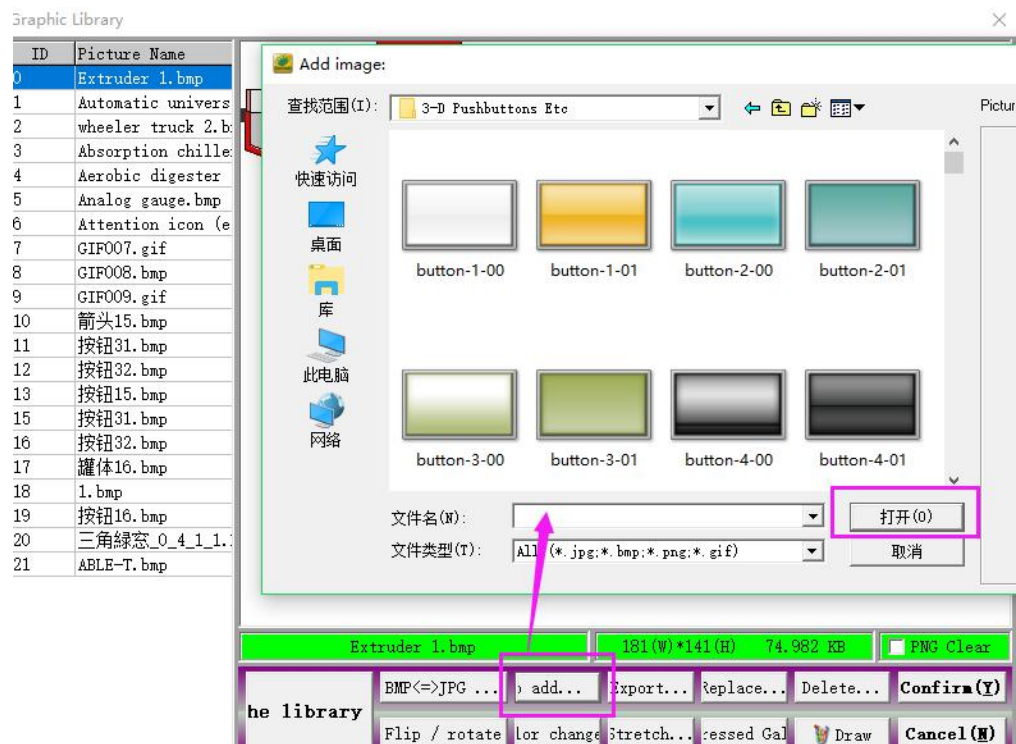 Graphic Library
ID Picture Name
0 Extruder 1.bmp
1 Automatic univers
2 wheeler truck 2.b
3 Absorption chille
4 Aerobic digester
5 Analog gauge.bmp
6 Attention icon (e
7 GIF007.gif
8 GIF008.bmp
9 GIF009.gif
10 箭头15.bmp
11 按钮31.bmp
12 按钮32.bmp
13 按钮15.bmp
15 按钮31.bmp
16 按钮32.bmp
17 罐体16.bmp
18 1.bmp
19 按钮16.bmp
20 三角緑窓_0_4_1_1.
21 ABLE-T.bmp
Add image:
查找范围(I): 3-D Pushbuttons Etc
Pictur
快速访问
桌面
库
此电脑
网络
button-1-00 button-1-01 button-2-00 button-2-01
button-3-00 button-3-01 button-4-00 button-4-01
文件名(N): 打开(O)
文件类型(T): All (*.jpg;*.bmp;*.png;*.gif) 取消
Extruder 1.bmp 181(W)*141(H) 74.982 KB PNG Clear
he library
BMP<=>JPG ... add... Export... Replace... Delete... Confirm(Y)
Flip / rotate lor change Stretch... ressed Gal Draw Cancel(N)